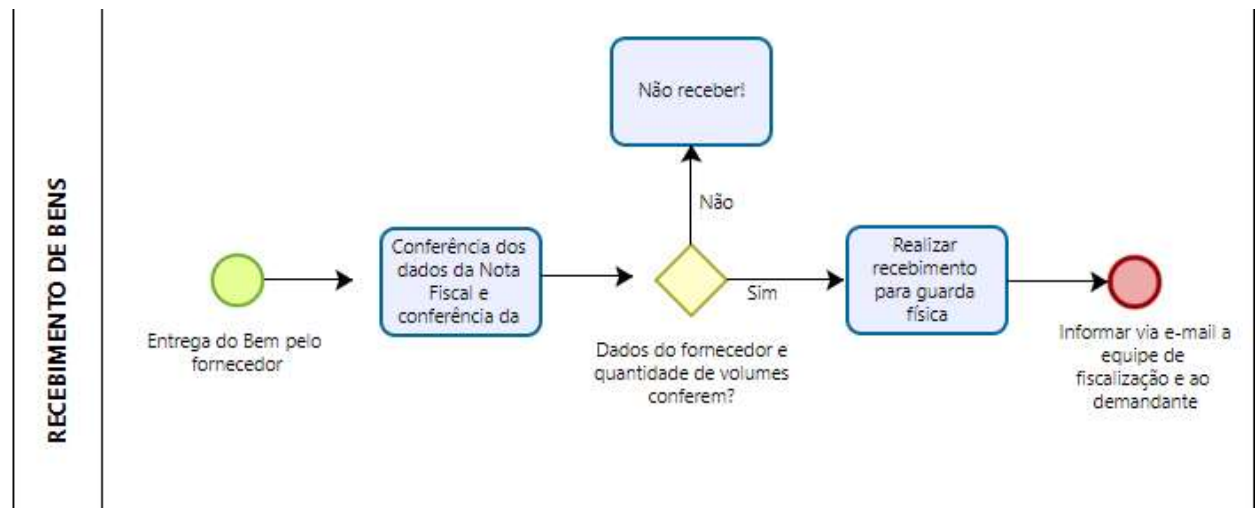 RECEBIMENTO DE BENS
Entrega do Bem pelo
fornecedor
Conferência dos
dados da Nota
Fiscal e
conferência da
Dados do fornecedor e
quantidade de volumes
conferem?
Não
Não receber!
Sim
Realizar
recebimento
para guarda
física
Informar via e-mail a
equipe de
fiscalização e ao
demandante